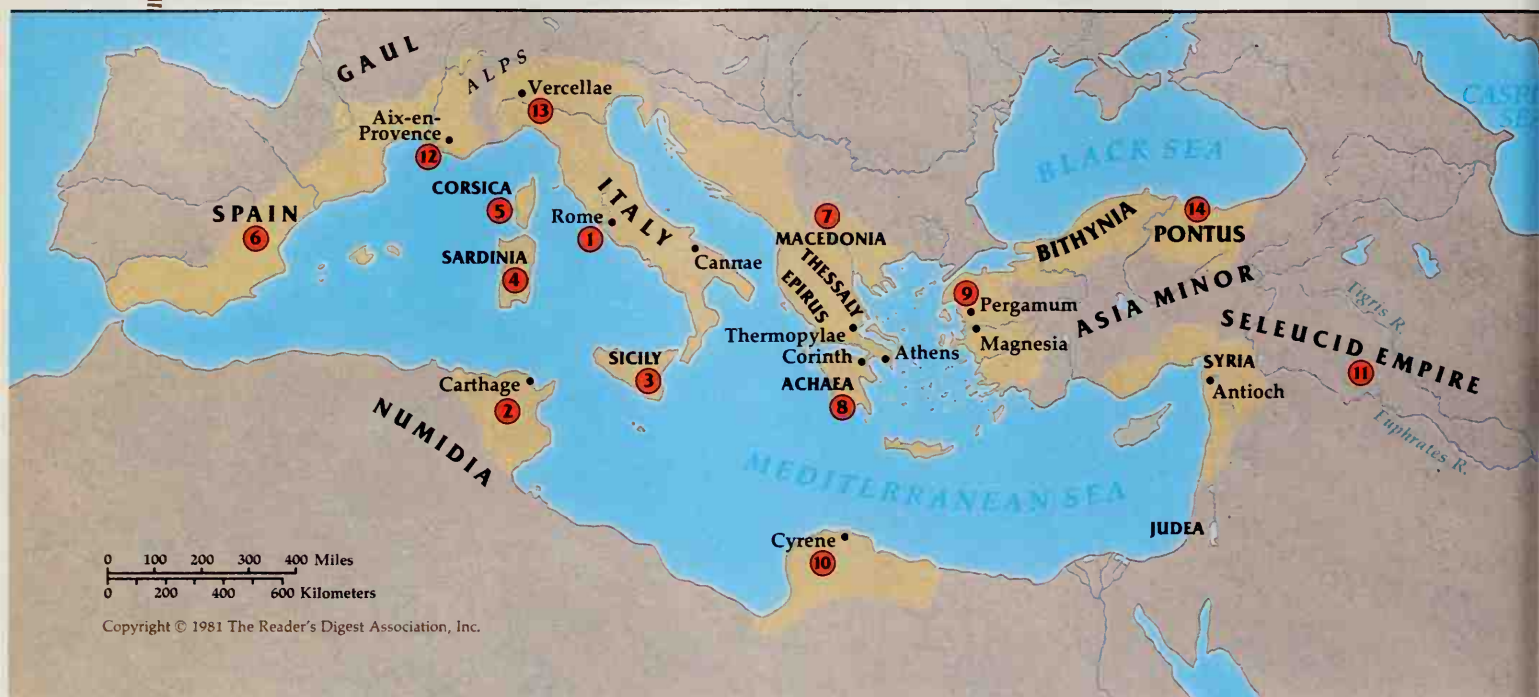 GAUL
ALPS
Vercellae
13
Aix-en-
Provence
12
CORSICA
5
ITALY
Rome
1
SPAIN
6
SARDINIA
4
Cannae
7
MACEDONIA
THESSALY
EPIRUS
BLACK SEA
CASPI
SE
BITHYNIA
14
PONTUS
9
Pergamum
Magnesia
ASIA MINOR
Tigris R.
SELEUCID EMPIRE
11
Thermopylae
Corinth
Athens
SICILY
3
ACHAEA
8
SYRIA
Antioch
Carthage
2
NUMIDIA
Euphrates R.
MEDITERRANEAN SEA
JUDEA
Cyrene
10
0 100 200 300 400 Miles
0 200 400 600 Kilometers
Copyright © 1981 The Reader's Digest Association, Inc.